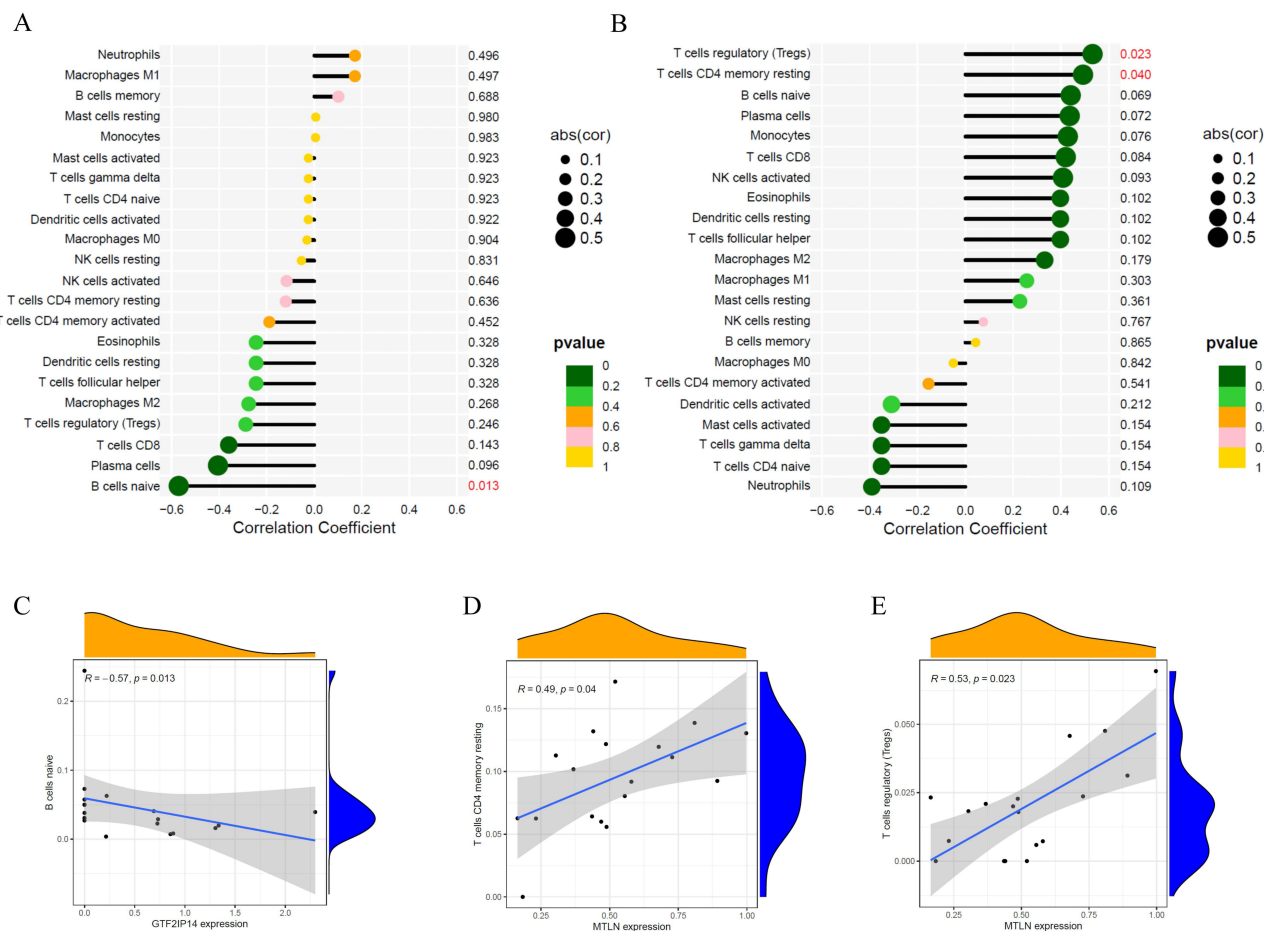 A
Neutrophils 0.496
Macrophages M1 0.497
B cells memory 0.688
Mast cells resting 0.980
Monocytes 0.983
Mast cells activated 0.923
T cells gamma delta 0.923
T cells CD4 naive 0.923
Dendritic cells activated 0.922
Macrophages M0 0.904
NK cells resting 0.831
NK cells activated 0.646
T cells CD4 memory resting 0.636
T cells CD4 memory activated 0.452
Eosinophils 0.328
Dendritic cells resting 0.328
T cells follicular helper 0.328
Macrophages M2 0.268
T cells regulatory (Tregs) 0.246
T cells CD8 0.143
Plasma cells 0.096
B cells naive 0.013
−0.6 −0.4 −0.2 0.0 0.2 0.4 0.6
Correlation Coefficient
abs(cor)
0.1
0.2
0.3
0.4
0.5
pvalue
0
0.2
0.4
0.6
0.8
1
B
T cells regulatory (Tregs) 0.023
T cells CD4 memory resting 0.040
B cells naive 0.069
Plasma cells 0.072
Monocytes 0.076
T cells CD8 0.084
NK cells activated 0.093
Eosinophils 0.102
Dendritic cells resting 0.102
T cells follicular helper 0.102
Macrophages M2 0.179
Macrophages M1 0.303
Mast cells resting 0.361
NK cells resting 0.767
B cells memory 0.865
Macrophages M0 0.842
T cells CD4 memory activated 0.541
Dendritic cells activated 0.212
Mast cells activated 0.154
T cells gamma delta 0.154
T cells CD4 naive 0.154
Neutrophils 0.109
−0.6 −0.4 −0.2 0.0 0.2 0.4 0.6
Correlation Coefficient
abs(cor)
0.1
0.2
0.3
0.4
0.5
pvalue
0
0.
0.
0.
0.
1
C
R = −0.57, p = 0.013
B cells naive
0.2
0.1
0.0
0.0 0.5 1.0 1.5 2.0
GTF2IP14 expression
D
R = 0.49, p = 0.04
T cells CD4 memory resting
0.15
0.10
0.05
0.00
0.25 0.50 0.75 1.00
MTLN expression
E
R = 0.53, p = 0.023
T cells regulatory (Tregs)
0.050
0.025
0.000
0.25 0.50 0.75 1.00
MTLN expression